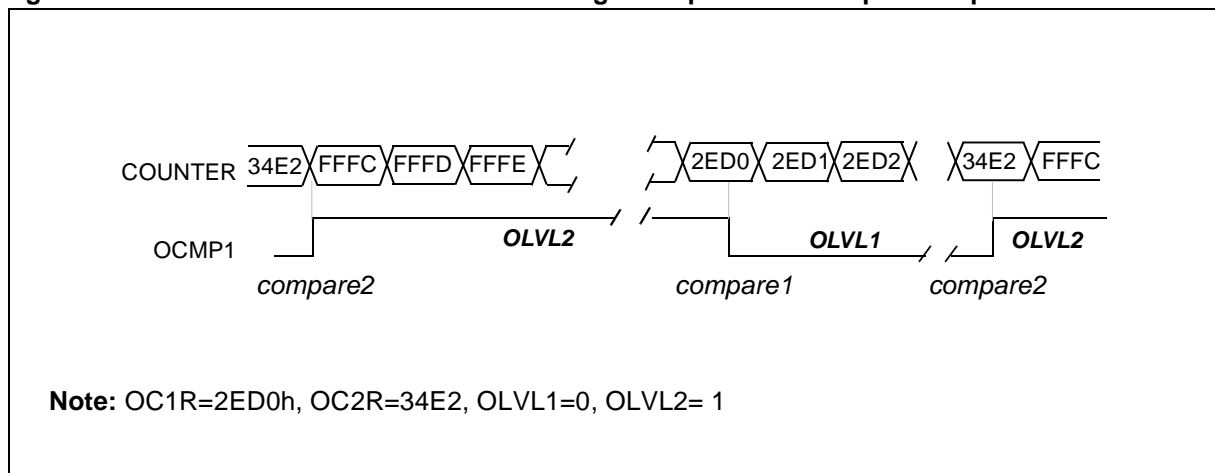 COUNTER 34E2 FFFC FFFD FFFE 2ED0 2ED1 2ED2 34E2 FFFC
OCMP1 OLVL2 OLVL1 OLVL2
compare2 compare1 compare2
Note: OC1R=2ED0h, OC2R=34E2, OLVL1=0, OLVL2= 1